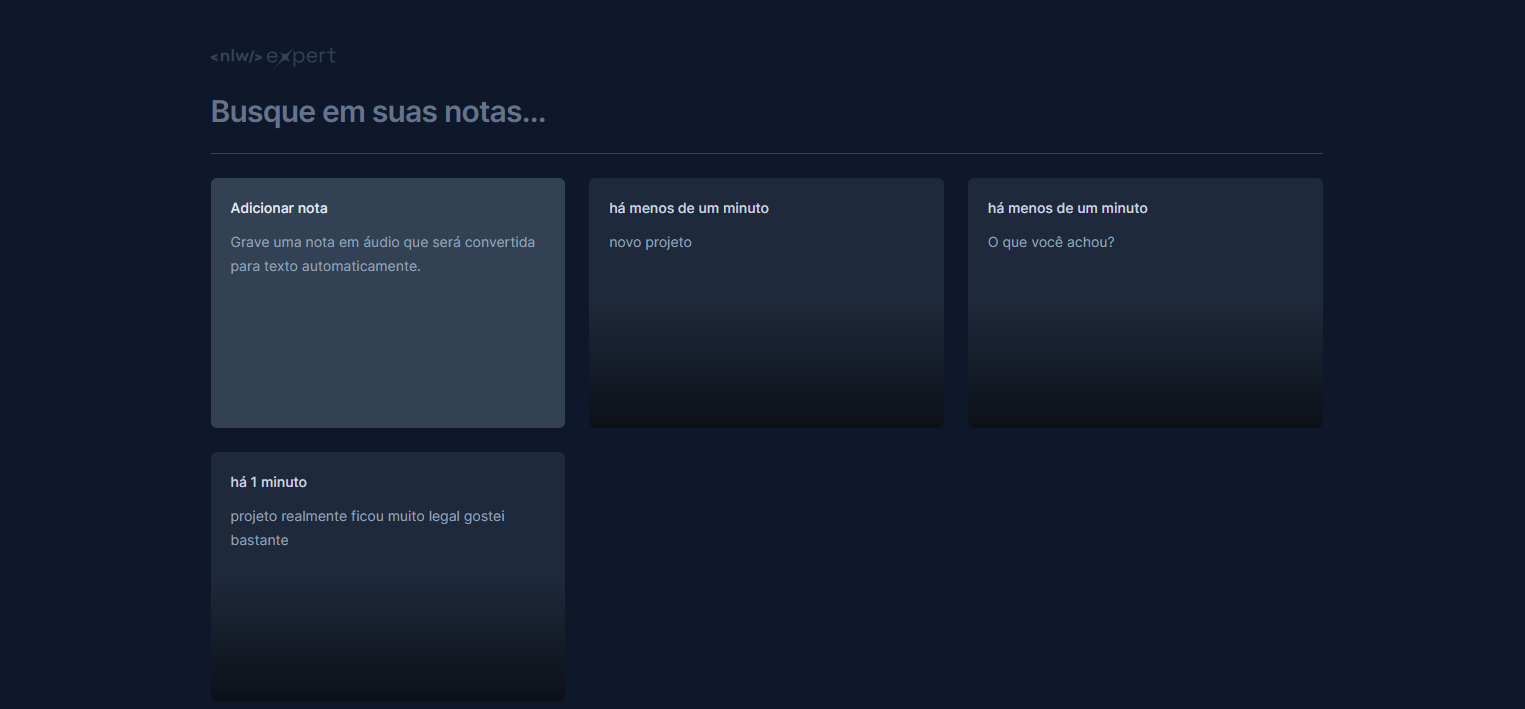 <nlw/> expert
Busque em suas notas...
Adicionar nota
Grave uma nota em áudio que será convertida
para texto automaticamente.
há menos de um minuto
novo projeto
há menos de um minuto
O que você achou?
há 1 minuto
projeto realmente ficou muito legal gostei
bastante